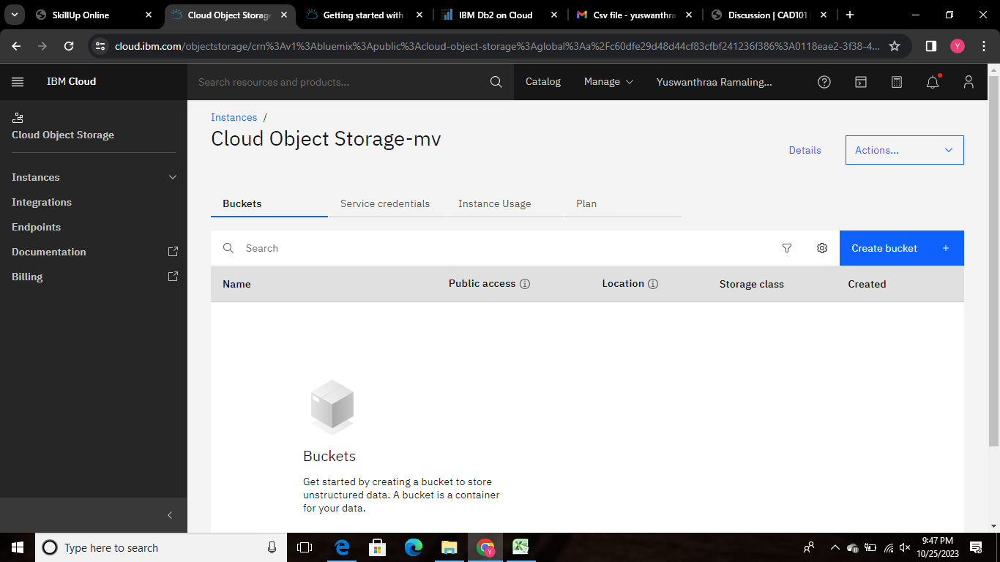 SkillUp Online
Cloud Object Storage
Getting started with
IBM Db2 on Cloud
Csv file - yuswanthra
Discussion | CAD101
cloud.ibm.com/objectstorage/crn%3Av1%3Abluemix%3Apublic%3Acloud-object-storage%3Aglobal%3Aa%2Fc60dfe29d48d44cf83cfbf241236f386%3A0118eae2-3f38-4...
Y
IBM Cloud
Search resources and products...
Catalog
Manage
Yuswanthraa Ramaling...
Cloud Object Storage
Instances
Integrations
Endpoints
Documentation
Billing
Instances /
Cloud Object Storage-mv
Details
Actions...
Buckets
Service credentials
Instance Usage
Plan
Search
Create bucket +
Name
Public access
Location
Storage class
Created
Buckets
Get started by creating a bucket to store
unstructured data. A bucket is a container
for your data.
Type here to search
Y
9:47 PM
10/25/2023